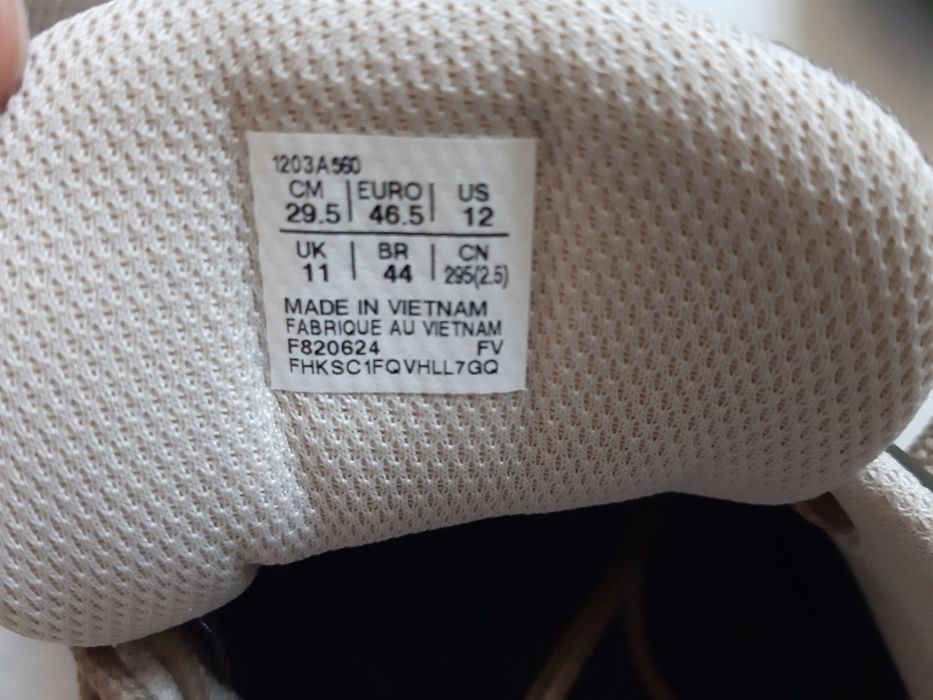 1203A560
CM | EURO | US
29.5 | 46.5 | 12
UK | BR | CN
11 | 44 | 295(2.5)
MADE IN VIETNAM
FABRIQUE AU VIETNAM
F820624 FV
FHKSC1FQVHLL7GQ